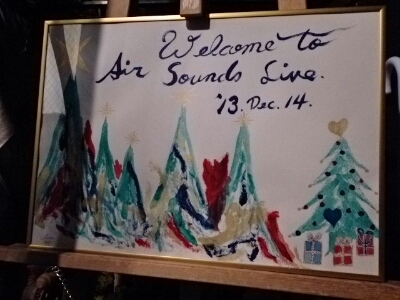 Welcome to
Air Sounds Live.
'13. Dec. 14.